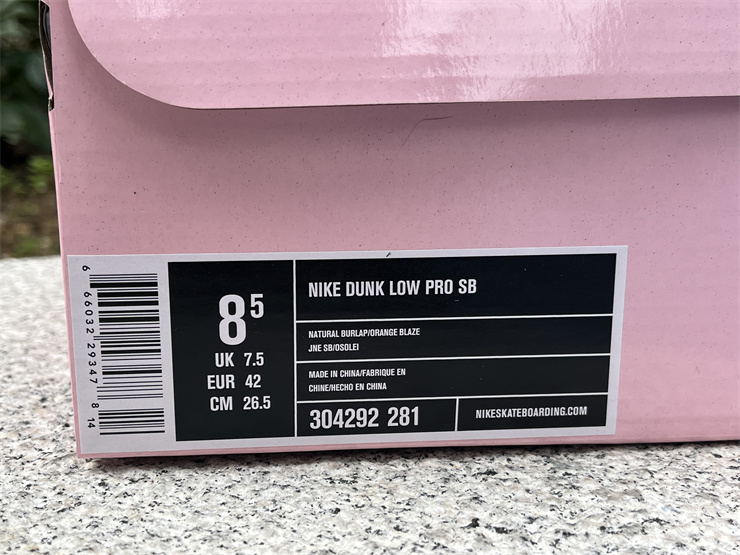 6 66032 29347 8 14
8 5
UK 7.5
EUR 42
CM 26.5
NIKE DUNK LOW PRO SB
NATURAL BURLAP/ORANGE BLAZE
JNE SB/OSOLEI
MADE IN CHINA/FABRIQUE EN
CHINE/HECHO EN CHINA
304292 281
NIKESKATEBOARDING.COM